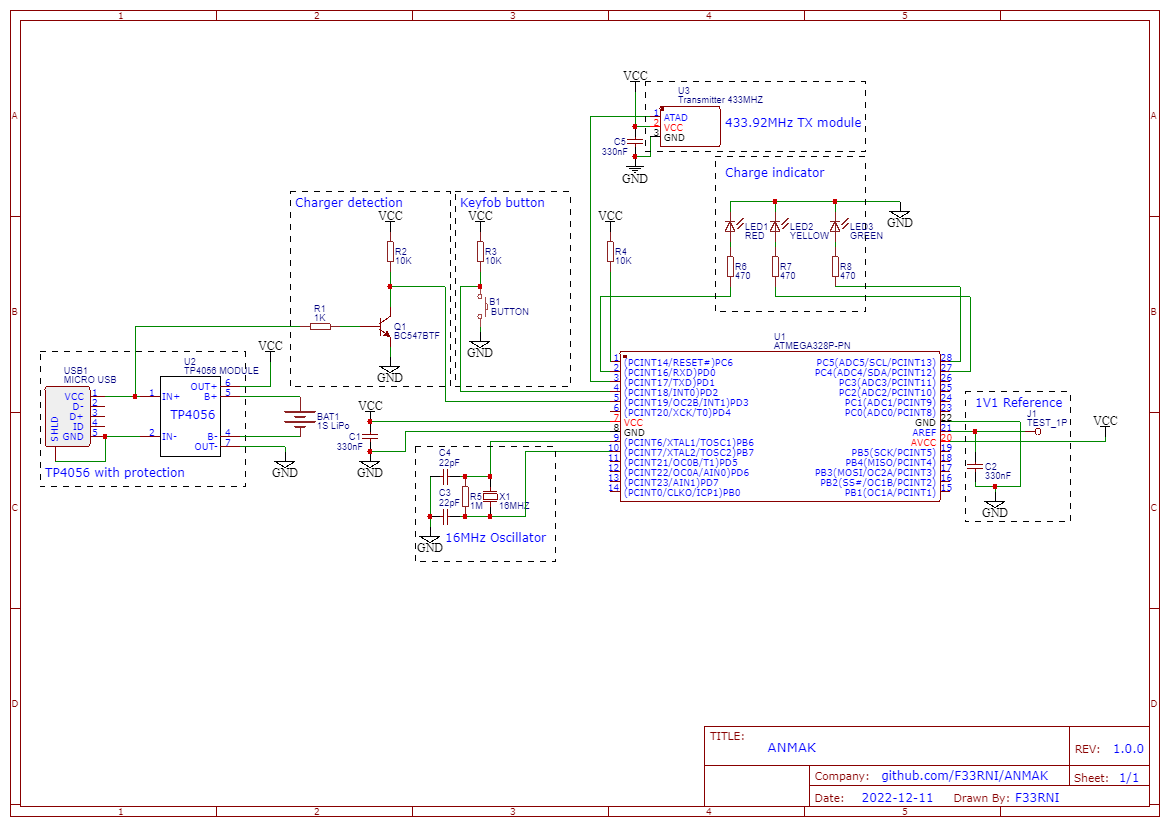 1 2 3 4 5
A A
B B
C C
D D
VCC
U3
Transmitter 433MHZ
1 ATAD
2 VCC
3 GND
433.92MHz TX module
C5
330nF
GND
Charge indicator
LED1
RED
LED2
YELLOW
LED3
GREEN
GND
R6
470
R7
470
R8
470
Charger detection
VCC
R2
10K
R1
1K
Q1
BC547BTF
GND
Keyfob button
VCC
R3
10K
B1
BUTTON
GND
VCC
R4
10K
USB1
MICRO USB
VCC 1
D- 2
D+ 3
ID 4
GND 5
SHLD
U2
TP4056 MODULE
1 IN+
2 IN-
OUT+ 6
B+ 5
B- 4
OUT- 7
TP4056
TP4056 with protection
VCC
GND
BAT1
1S LiPo
VCC
C1
330nF
GND
C4
22pF
C3
22pF
R5
1M
X1
16MHZ
GND
16MHz Oscillator
U1
ATMEGA328P-PN
1 (PCINT14/RESET#)PC6
2 (PCINT16/RXD)PD0
3 (PCINT17/TXD)PD1
4 (PCINT18/INT0)PD2
5 (PCINT19/OC2B/INT1)PD3
6 (PCINT20/XCK/T0)PD4
7 VCC
8 GND
9 (PCINT6/XTAL1/TOSC1)PB6
10 (PCINT7/XTAL2/TOSC2)PB7
11 (PCINT21/OC0B/T1)PD5
12 (PCINT22/OC0A/AIN0)PD6
13 (PCINT23/AIN1)PD7
14 (PCINT0/CLKO/ICP1)PB0
PC5(ADC5/SCL/PCINT13) 28
PC4(ADC4/SDA/PCINT12) 27
PC3(ADC3/PCINT11) 26
PC2(ADC2/PCINT10) 25
PC1(ADC1/PCINT9) 24
PC0(ADC0/PCINT8) 23
GND 22
AREF 21
AVCC 20
PB5(SCK/PCINT5) 19
PB4(MISO/PCINT4) 18
PB3(MOSI/OC2A/PCINT3) 17
PB2(SS#/OC1B/PCINT2) 16
PB1(OC1A/PCINT1) 15
1V1 Reference
J1
TEST_1P
C2
330nF
GND
VCC
TITLE:
ANMAK
REV: 1.0.0
Company: github.com/F33RNI/ANMAK
Sheet: 1/1
Date: 2022-12-11 Drawn By: F33RNI
1 2 3 4 5